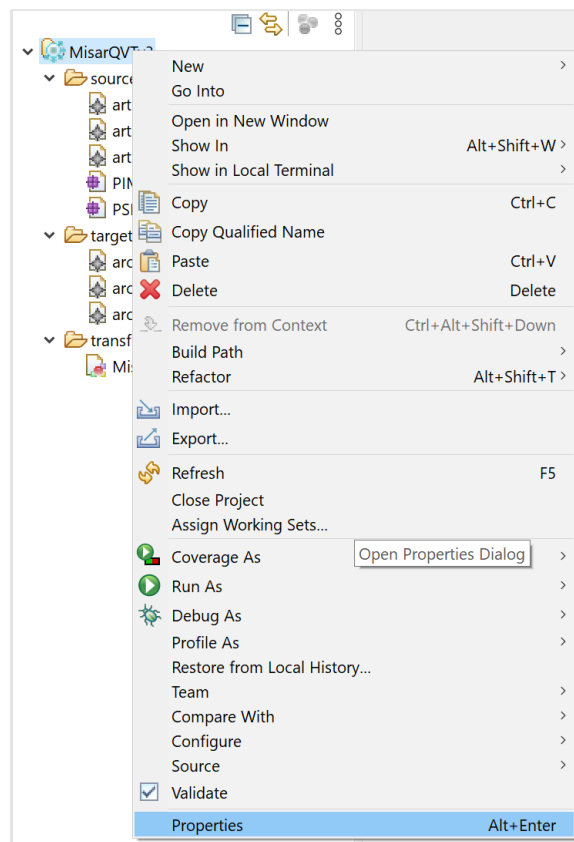 MisarQVTv2
source
New
Go Into
art
Open in New Window
art
Show In Alt+Shift+W
art
Show in Local Terminal
PIM
Copy Ctrl+C
PS
Copy Qualified Name
target
Paste Ctrl+V
arc
Delete Delete
arc
Remove from Context Ctrl+Alt+Shift+Down
arc
Build Path
transf
Refactor Alt+Shift+T
Mi
Import...
Export...
Refresh F5
Close Project
Assign Working Sets...
Open Properties Dialog
Coverage As
Run As
Debug As
Profile As
Restore from Local History...
Team
Compare With
Configure
Source
Validate
Properties Alt+Enter